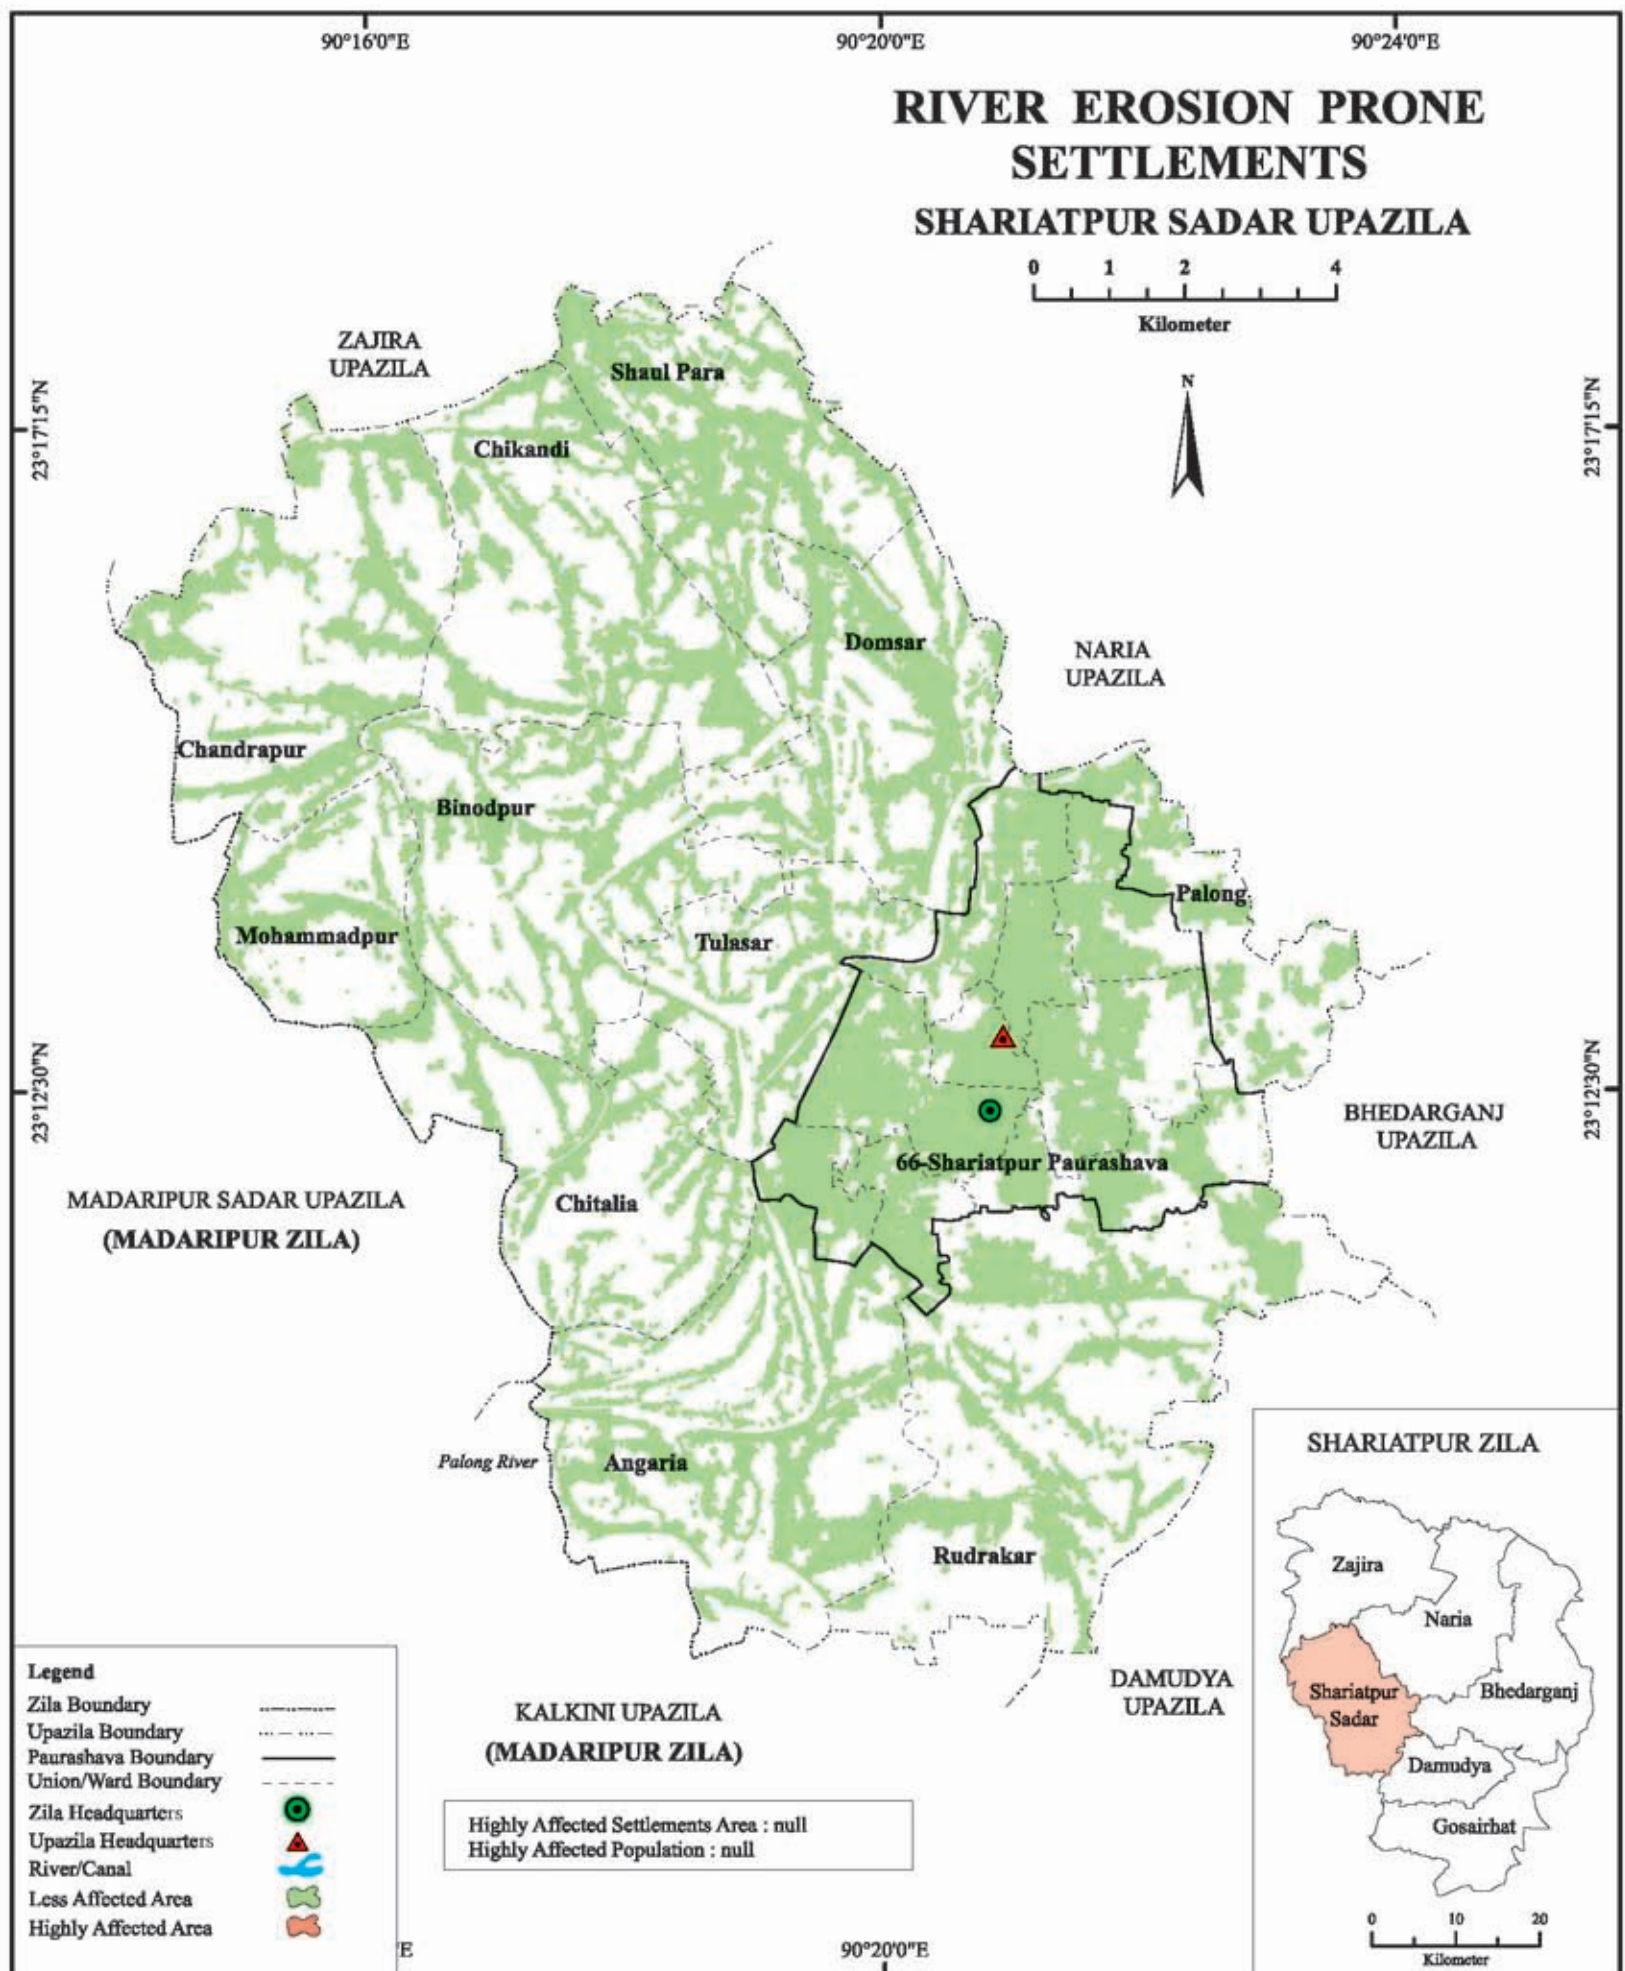 90°16'0"E
90°20'0"E
90°24'0"E
RIVER EROSION PRONE
SETTLEMENTS
SHARIATPUR SADAR UPAZILA
0 1 2 4
Kilometer
N
ZAJIRA
UPAZILA
Shaul Para
23°17'15"N
23°17'15"N
Chikandi
Domsar
NARIA
UPAZILA
Chandrapur
Binodpur
Palong
Mohammadpur
Tulasar
23°12'30"N
23°12'30"N
BHEDARGANJ
UPAZILA
66-Shariatpur Paurashava
MADARIPUR SADAR UPAZILA
(MADARIPUR ZILA)
Chitalia
Palong River
Angaria
Rudrakar
DAMUDYA
UPAZILA
KALKINI UPAZILA
(MADARIPUR ZILA)
Highly Affected Settlements Area : null
Highly Affected Population : null
Legend
Zila Boundary
Upazila Boundary
Paurashava Boundary
Union/Ward Boundary
Zila Headquarters
Upazila Headquarters
River/Canal
Less Affected Area
Highly Affected Area
'E
90°20'0"E
SHARIATPUR ZILA
Zajira
Naria
Shariatpur
Sadar
Bhedarganj
Damudya
Gosairhat
0 10 20
Kilometer